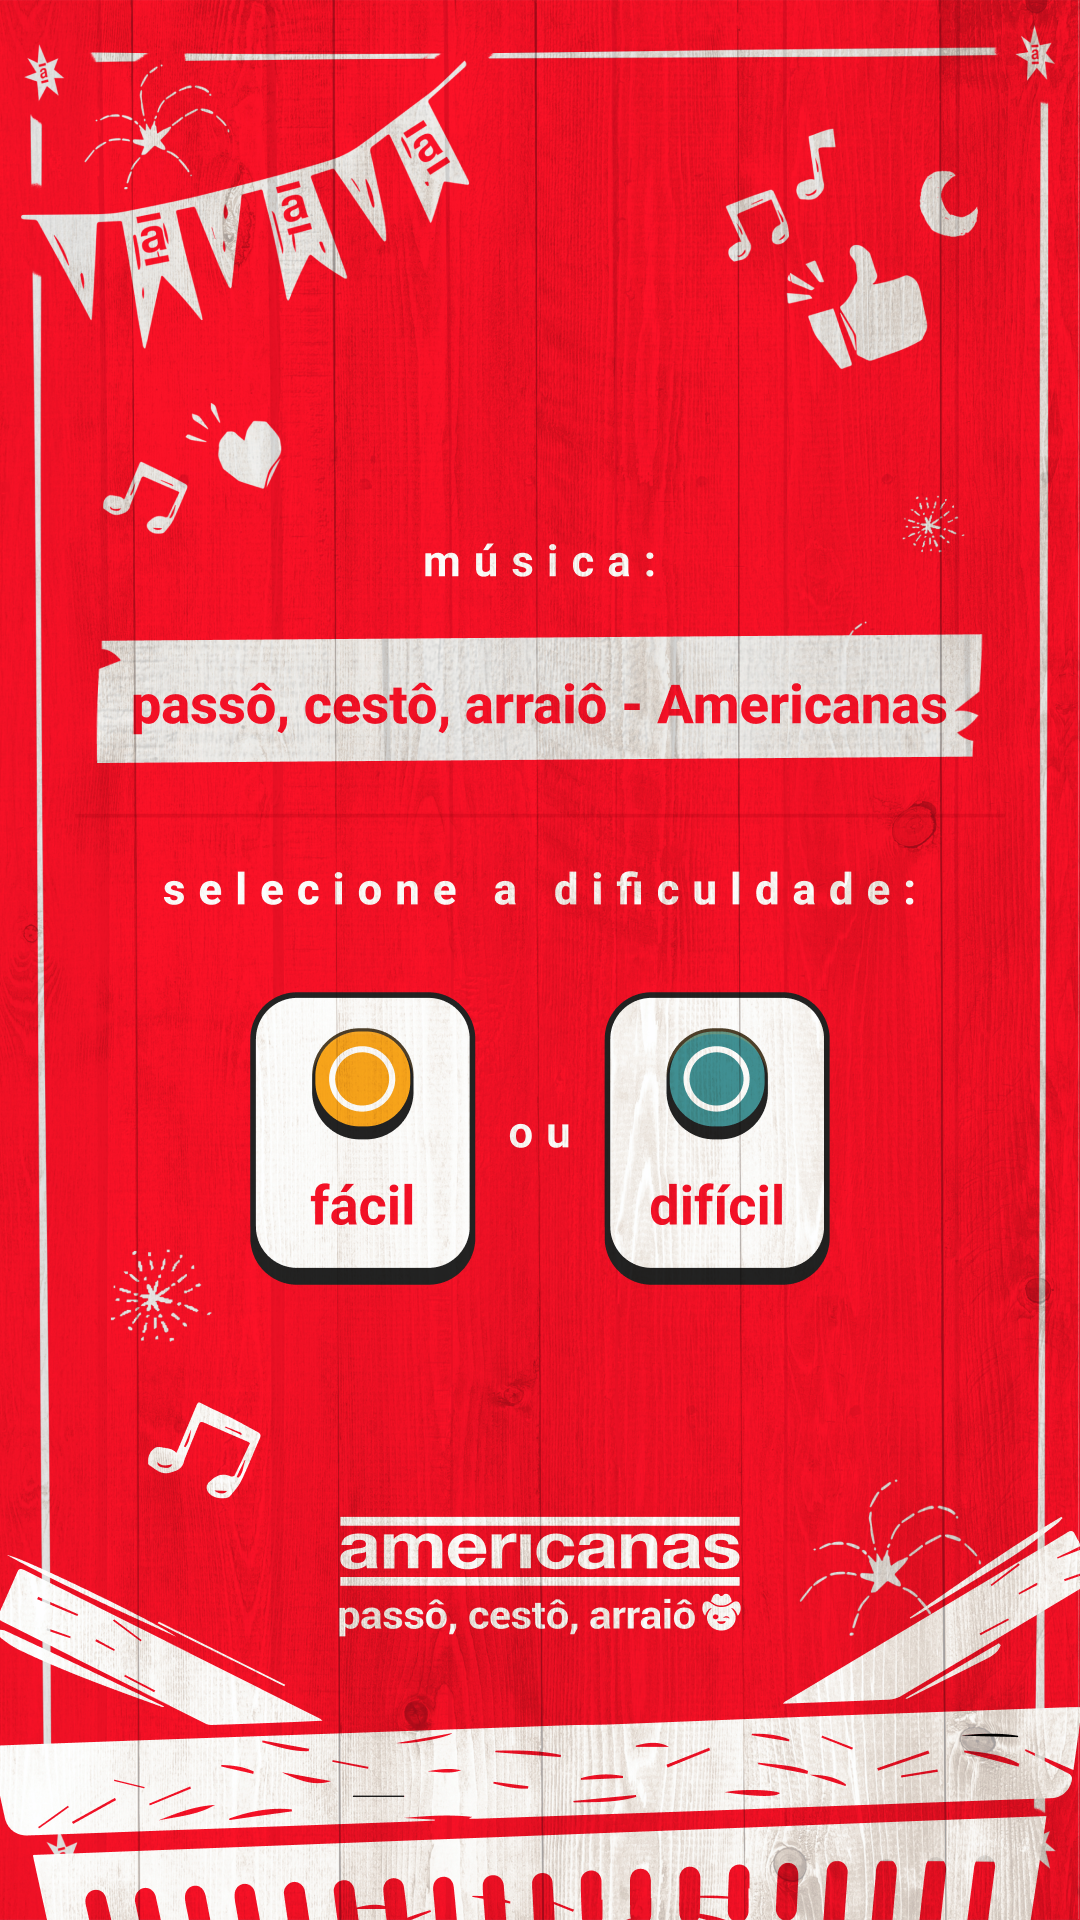 a
a
a
a
a
música:
passô, cestô, arraiô - Americanas
selecione a dificuldade:
fácil
ou
difícil
americanas
passô, cestô, arraiô